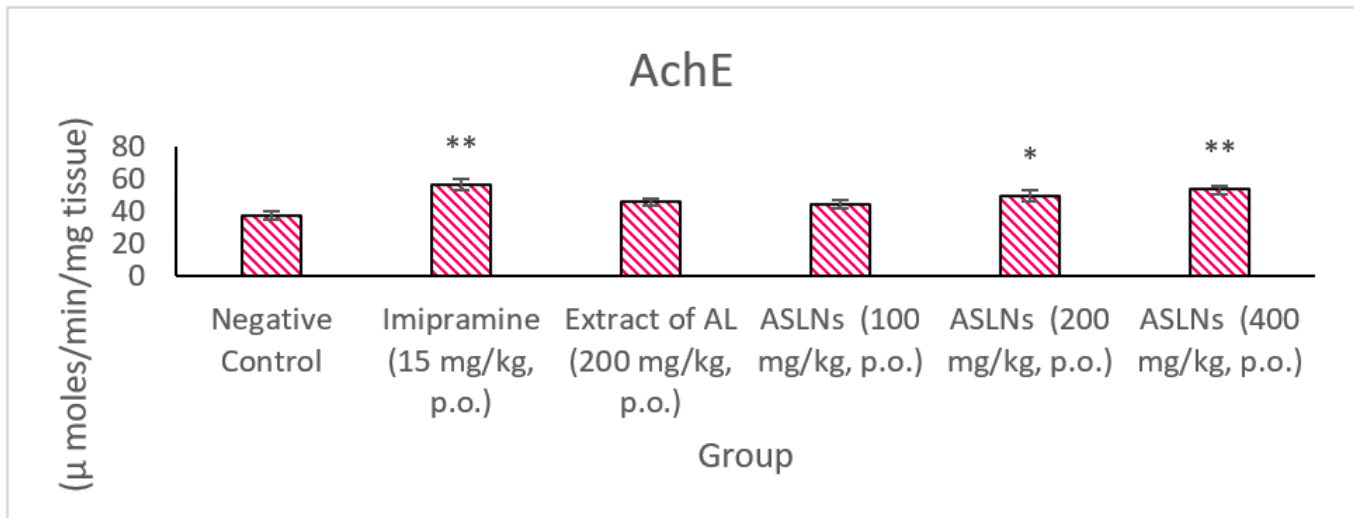 AchE
(µ moles/min/mg tissue)
80
60
40
20
0
**
*
**
Negative
Control
Imipramine
(15 mg/kg,
p.o.)
Extract of AL
(200 mg/kg,
p.o.)
ASLNs (100
mg/kg, p.o.)
ASLNs (200
mg/kg, p.o.)
ASLNs (400
mg/kg, p.o.)
Group